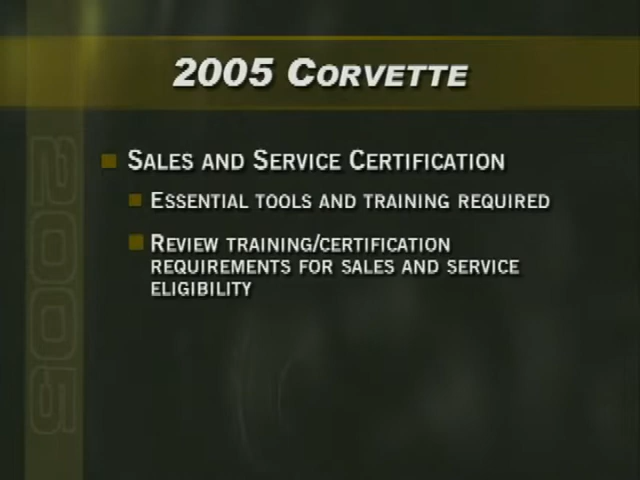 2005 CORVETTE
SALES AND SERVICE CERTIFICATION
ESSENTIAL TOOLS AND TRAINING REQUIRED
REVIEW TRAINING/CERTIFICATION
REQUIREMENTS FOR SALES AND SERVICE
ELIGIBILITY
2005